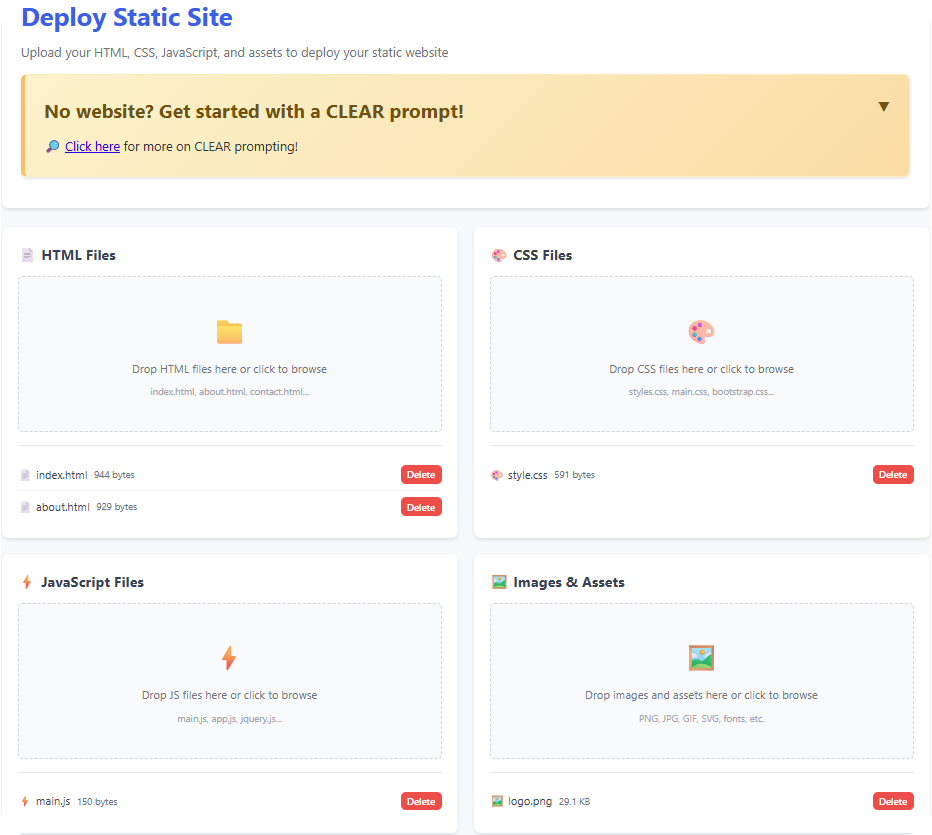 Deploy Static Site
Upload your HTML, CSS, JavaScript, and assets to deploy your static website
No website? Get started with a CLEAR prompt!
▼
Click here for more on CLEAR prompting!
HTML Files
Drop HTML files here or click to browse
index.html, about.html, contact.html...
index.html 944 bytes Delete
about.html 929 bytes Delete
CSS Files
Drop CSS files here or click to browse
styles.css, main.css, bootstrap.css...
style.css 591 bytes Delete
JavaScript Files
Drop JS files here or click to browse
main.js, app.js, jquery.js...
main.js 150 bytes Delete
Images & Assets
Drop images and assets here or click to browse
PNG, JPG, GIF, SVG, fonts, etc.
logo.png 29.1 KB Delete